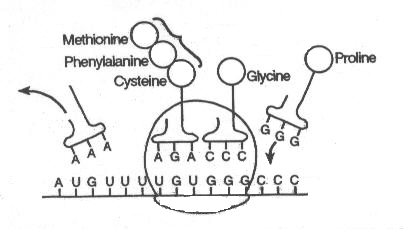 Methionine
Phenylalanine
Cysteine
Glycine
Proline
A A A
A G A
C C C
G G G
A U G U U U U G U G G G C C C